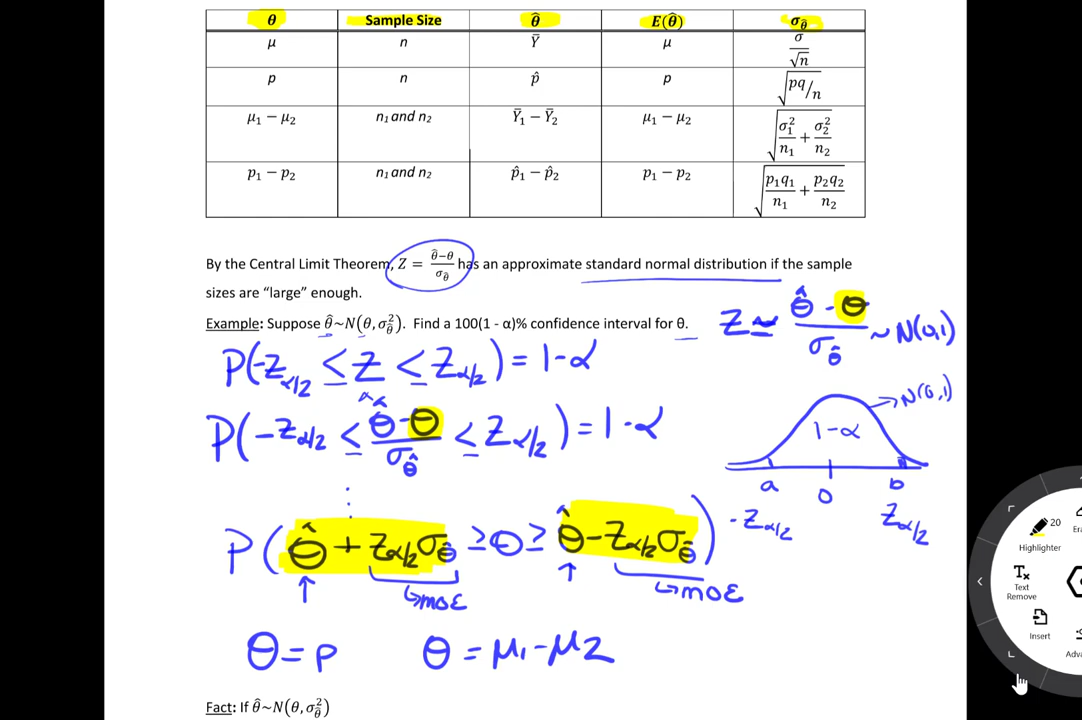 θ Sample Size θ̂ E(θ̂) σ_θ̂
μ n Ȳ μ σ/√n
p n p̂ p √(pq/n)
μ₁ − μ₂ n₁ and n₂ Ȳ₁ − Ȳ₂ μ₁ − μ₂ √(σ₁²/n₁ + σ₂²/n₂)
p₁ − p₂ n₁ and n₂ p̂₁ − p̂₂ p₁ − p₂ √(p₁q₁/n₁ + p₂q₂/n₂)
By the Central Limit Theorem, Z = (θ̂−θ)/σ_θ̂ has an approximate standard normal distribution if the sample
sizes are “large” enough.
Example: Suppose θ̂~N(θ, σ_θ̂²). Find a 100(1 - α)% confidence interval for θ.
Z ≃ (θ̂ - θ)/σ_θ̂ ~ N(0,1)
P(-Z_α/2 ≤ Z ≤ Z_α/2) = 1-α
P(-Z_α/2 ≤ (θ̂ - θ)/σ_θ̂ ≤ Z_α/2) = 1-α
→ N(0,1)
1-α
a 0 b
-Z_α/2 Z_α/2
⋮
P(θ̂ + Z_α/2 σ_θ̂ ≥ θ ≥ θ̂ - Z_α/2 σ_θ̂)
↑ ↳ MOE ↑ ↳ MOE
θ = p θ = μ₁ - μ₂
Fact: If θ̂~N(θ, σ_θ̂²)
20
Era
Highlighter
Tx
Text
Remove
Insert
Adva